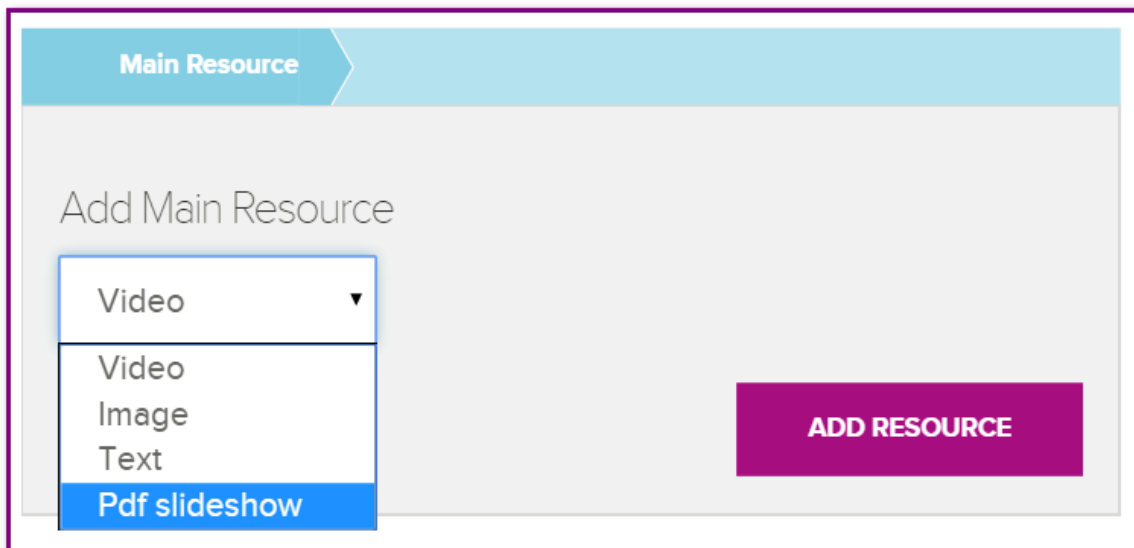 Main Resource
Add Main Resource
Video
Video
Image
Text
Pdf slideshow
ADD RESOURCE